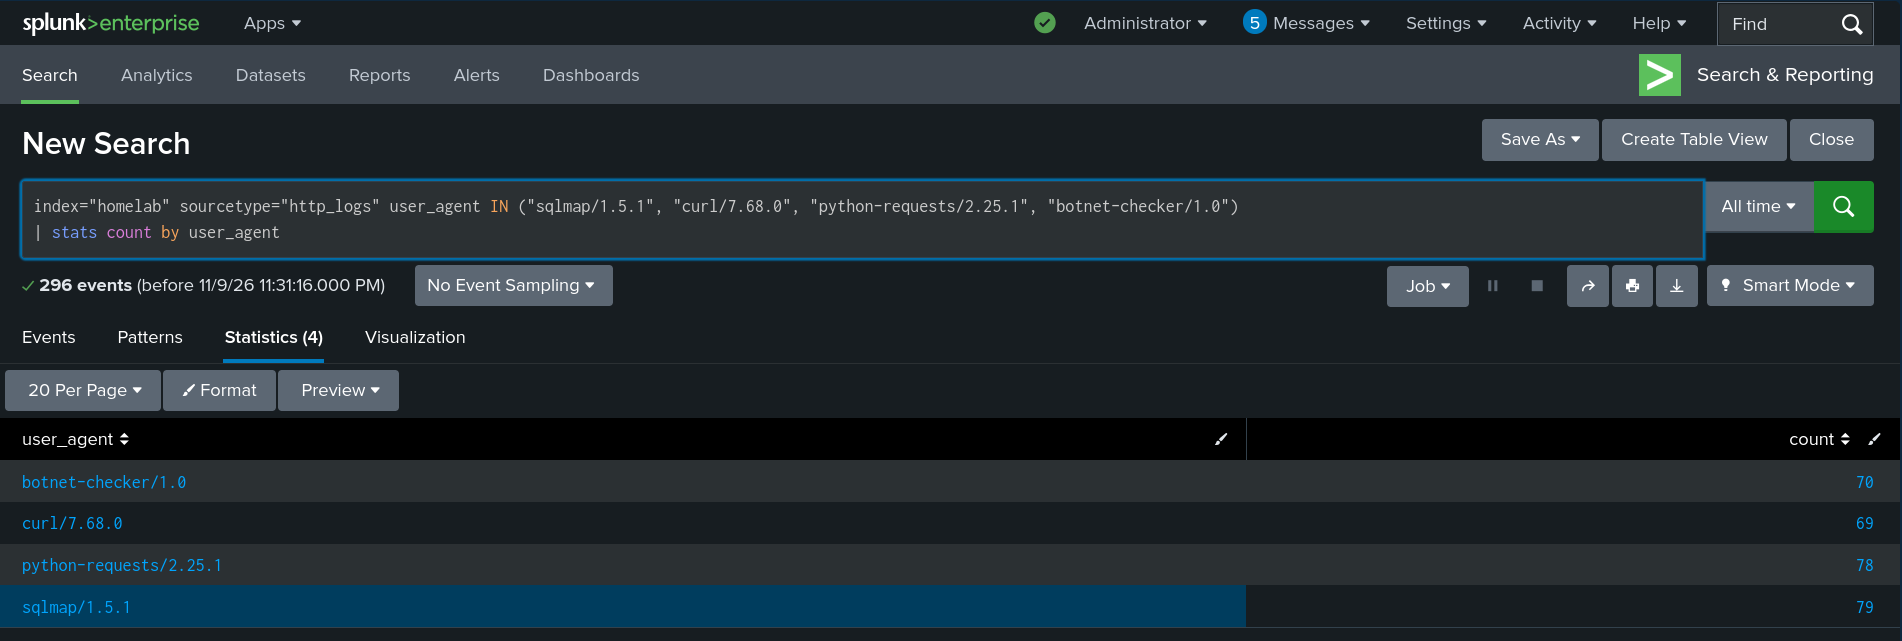 splunk>enterprise Apps Administrator 5 Messages Settings Activity Help Find
Search Analytics Datasets Reports Alerts Dashboards > Search & Reporting
New Search Save As Create Table View Close
index="homelab" sourcetype="http_logs" user_agent IN ("sqlmap/1.5.1", "curl/7.68.0", "python-requests/2.25.1", "botnet-checker/1.0")
| stats count by user_agent
All time
296 events (before 11/9/26 11:31:16.000 PM) No Event Sampling Job Smart Mode
Events Patterns Statistics (4) Visualization
20 Per Page Format Preview
user_agent count
botnet-checker/1.0 70
curl/7.68.0 69
python-requests/2.25.1 78
sqlmap/1.5.1 79